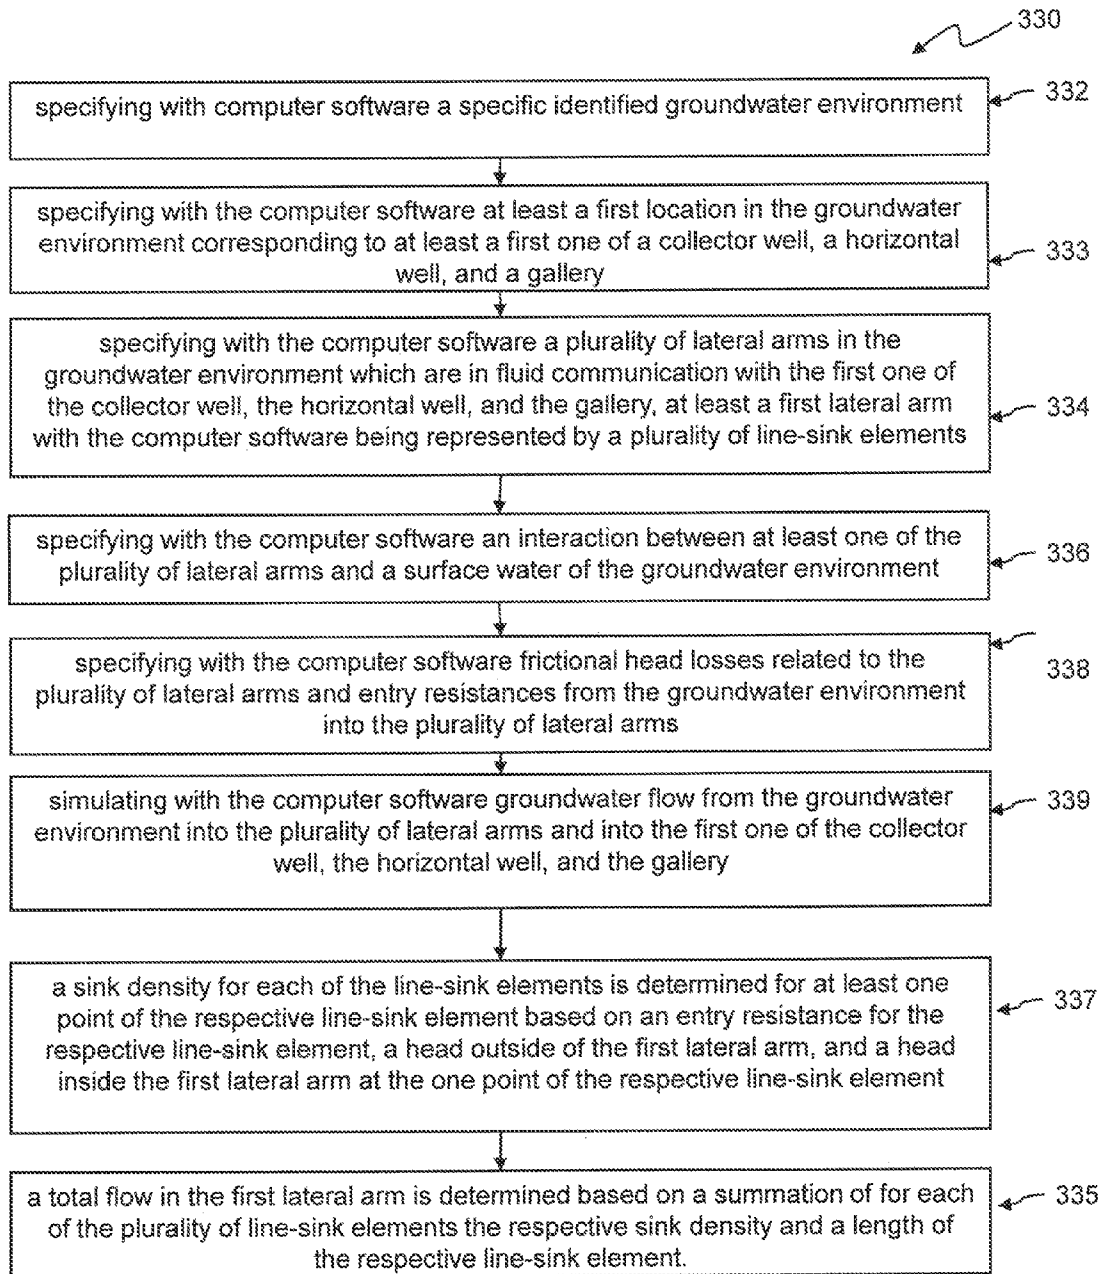 330
specifying with computer software a specific identified groundwater environment
332
specifying with the computer software at least a first location in the groundwater
environment corresponding to at least a first one of a collector well, a horizontal
well, and a gallery
333
specifying with the computer software a plurality of lateral arms in the
groundwater environment which are in fluid communication with the first one of
the collector well, the horizontal well, and the gallery, at least a first lateral arm
with the computer software being represented by a plurality of line-sink elements
334
specifying with the computer software an interaction between at least one of the
plurality of lateral arms and a surface water of the groundwater environment
336
specifying with the computer software frictional head losses related to the
plurality of lateral arms and entry resistances from the groundwater environment
into the plurality of lateral arms
338
simulating with the computer software groundwater flow from the groundwater
environment into the plurality of lateral arms and into the first one of the collector
well, the horizontal well, and the gallery
339
a sink density for each of the line-sink elements is determined for at least one
point of the respective line-sink element based on an entry resistance for the
respective line-sink element, a head outside of the first lateral arm, and a head
inside the first lateral arm at the one point of the respective line-sink element
337
a total flow in the first lateral arm is determined based on a summation of for each
of the plurality of line-sink elements the respective sink density and a length of
the respective line-sink element.
335